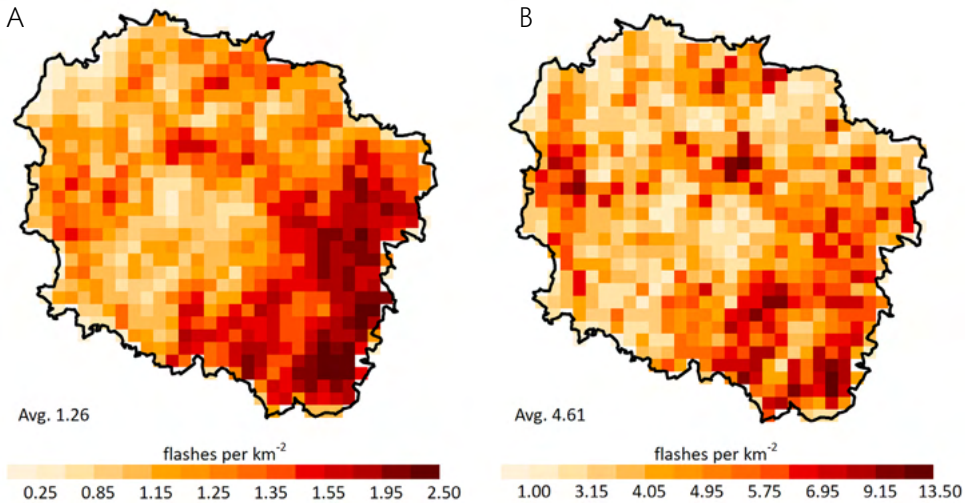 A
B
Avg. 1.26
Avg. 4.61
flashes per km-2
0.25 0.85 1.15 1.25 1.35 1.55 1.95 2.50
flashes per km-2
1.00 3.15 4.05 4.95 5.75 6.95 9.15 13.50